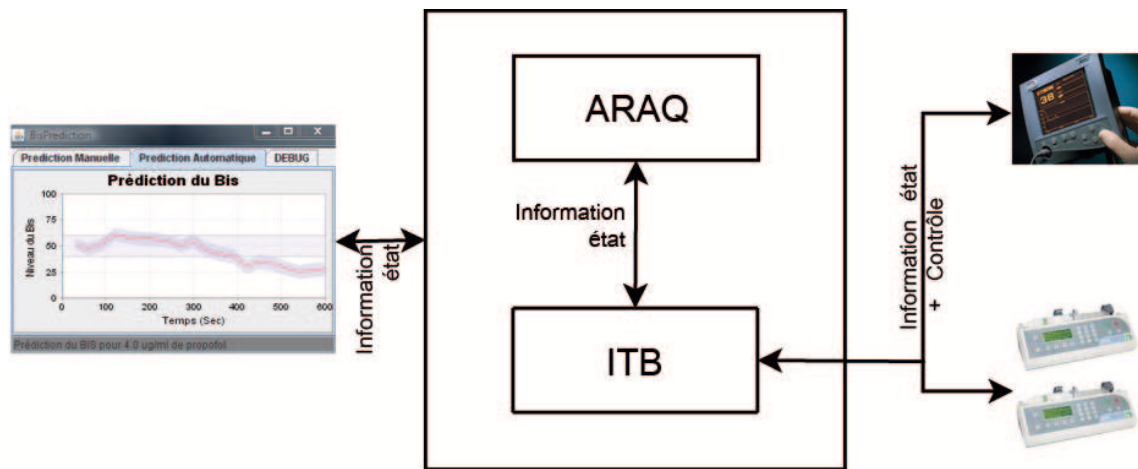 BisPrediction
Prediction Manuelle
Prediction Automatique
DEBUG
Prédiction du Bis
Niveau du Bis
100
75
50
25
0
0 100 200 300 400 500 600
Temps (Sec)
Prédiction du BIS pour 4.0 ug/ml de propofol
Information
état
ARAQ
Information
état
ITB
Information état
+ Contrôle
38